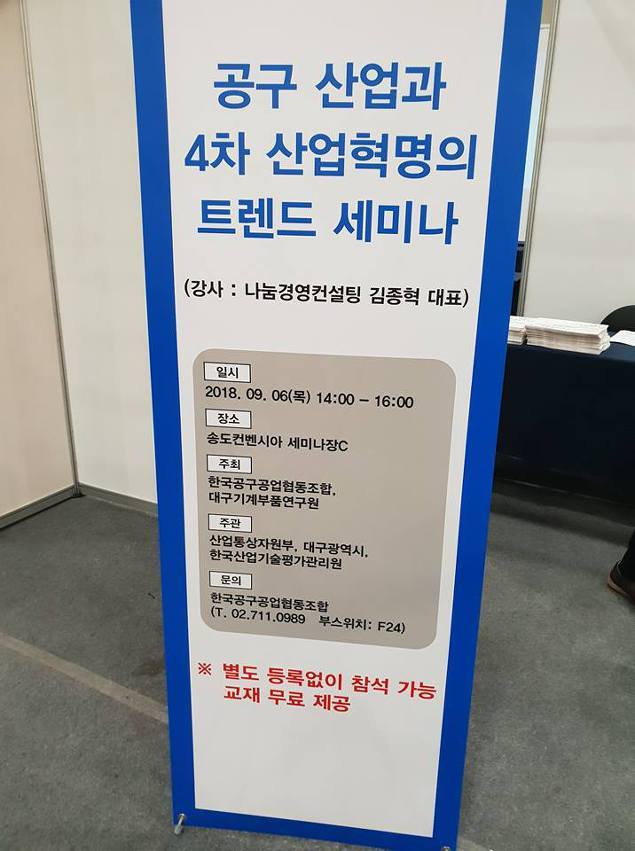 공구 산업과
4차 산업혁명의
트렌드 세미나
(강사 : 나눔경영컨설팅 김종혁 대표)
일시
2018. 09. 06(목) 14:00 – 16:00
장소
송도컨벤시아 세미나장C
주최
한국공구공업협동조합,
대구기계부품연구원
주관
산업통상자원부, 대구광역시,
한국산업기술평가관리원
문의
한국공구공업협동조합
(T. 02.711.0989 부스위치: F24)
※ 별도 등록없이 참석 가능
교재 무료 제공